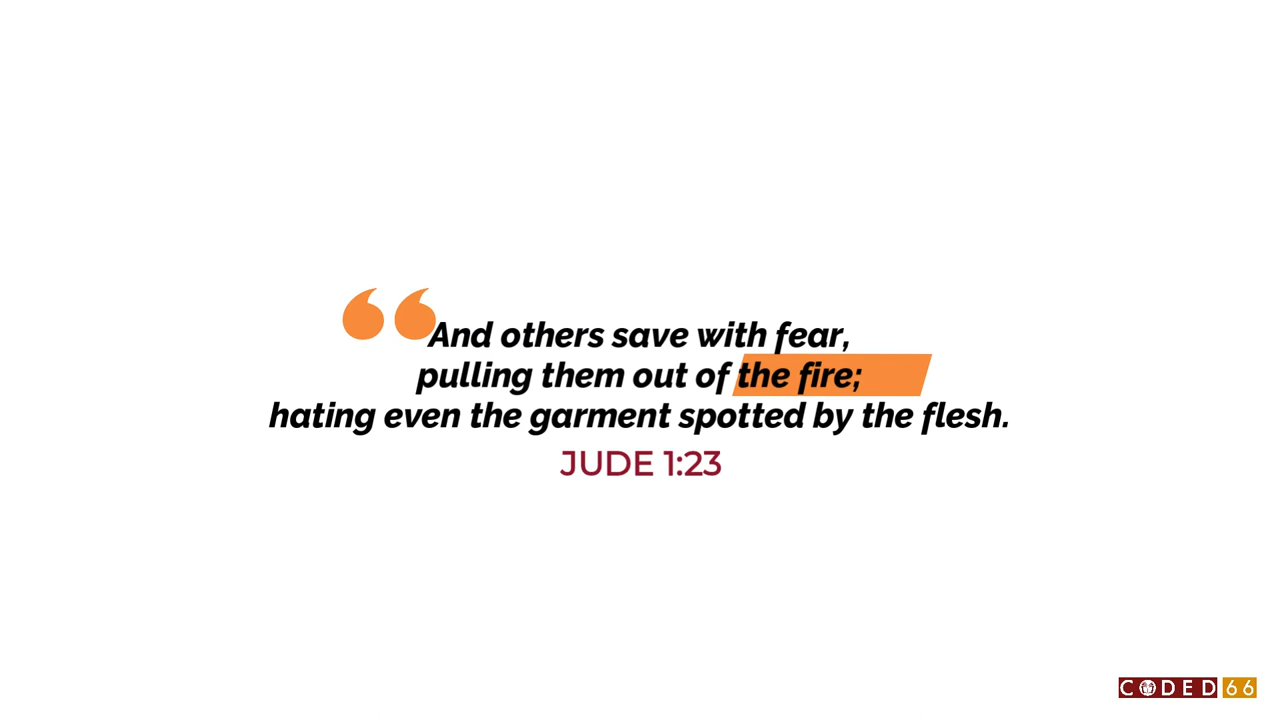 And others save with fear,
pulling them out of the fire;
hating even the garment spotted by the flesh.
JUDE 1:23
CODED 66